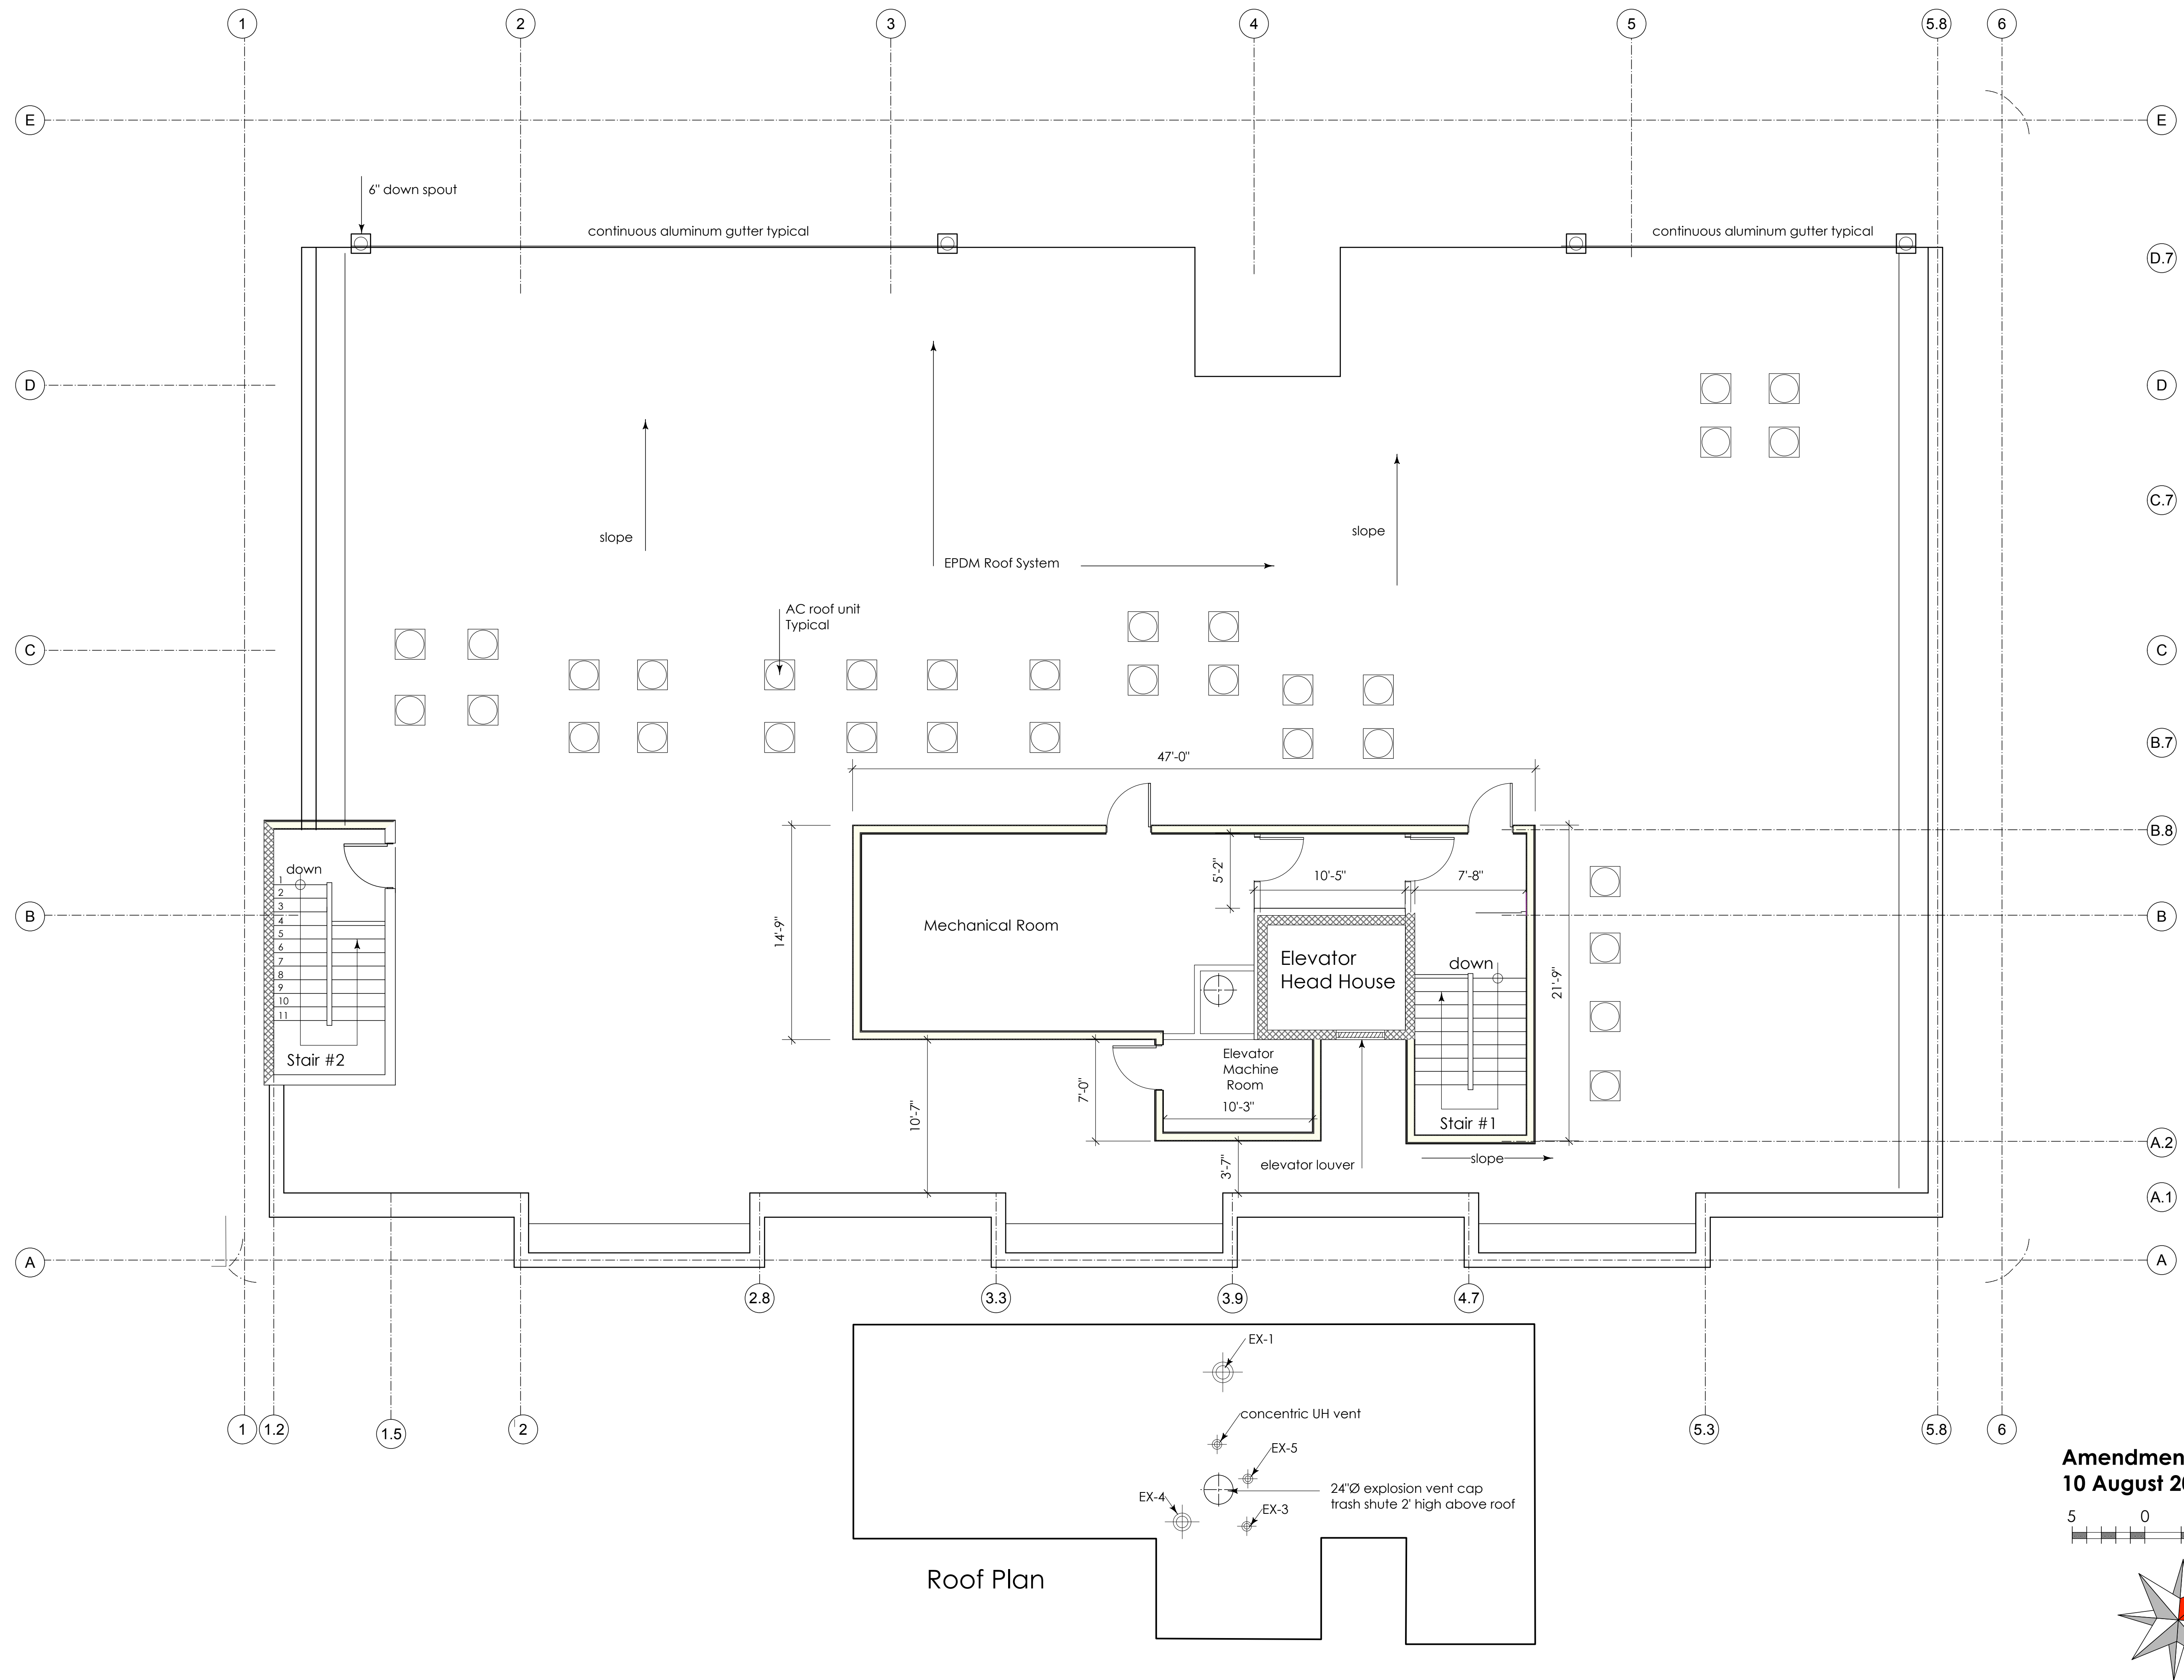 1
2
3
4
5
5.8
6
E
E
6" down spout
continuous aluminum gutter typical
continuous aluminum gutter typical
D.7
D
D
C.7
slope
slope
EPDM Roof System
AC roof unit
Typical
C
C
B.7
47'-0"
B.8
down
1
2
3
4
5
6
7
8
9
10
11
Stair #2
B
B
14'-9"
Mechanical Room
5'-2"
10'-5"
7'-8"
Elevator
Head House
down
21'-9"
Elevator
Machine
Room
10'-3"
7'-0"
10'-7"
3'-7"
Stair #1
elevator louver
slope
A.2
A.1
A
A
2.8
3.3
3.9
4.7
EX-1
concentric UH vent
EX-5
EX-4
24"Ø explosion vent cap
trash shute 2' high above roof
EX-3
Roof Plan
1
1.2
1.5
2
5.3
5.8
6
Amendmen
10 August 20
5
0